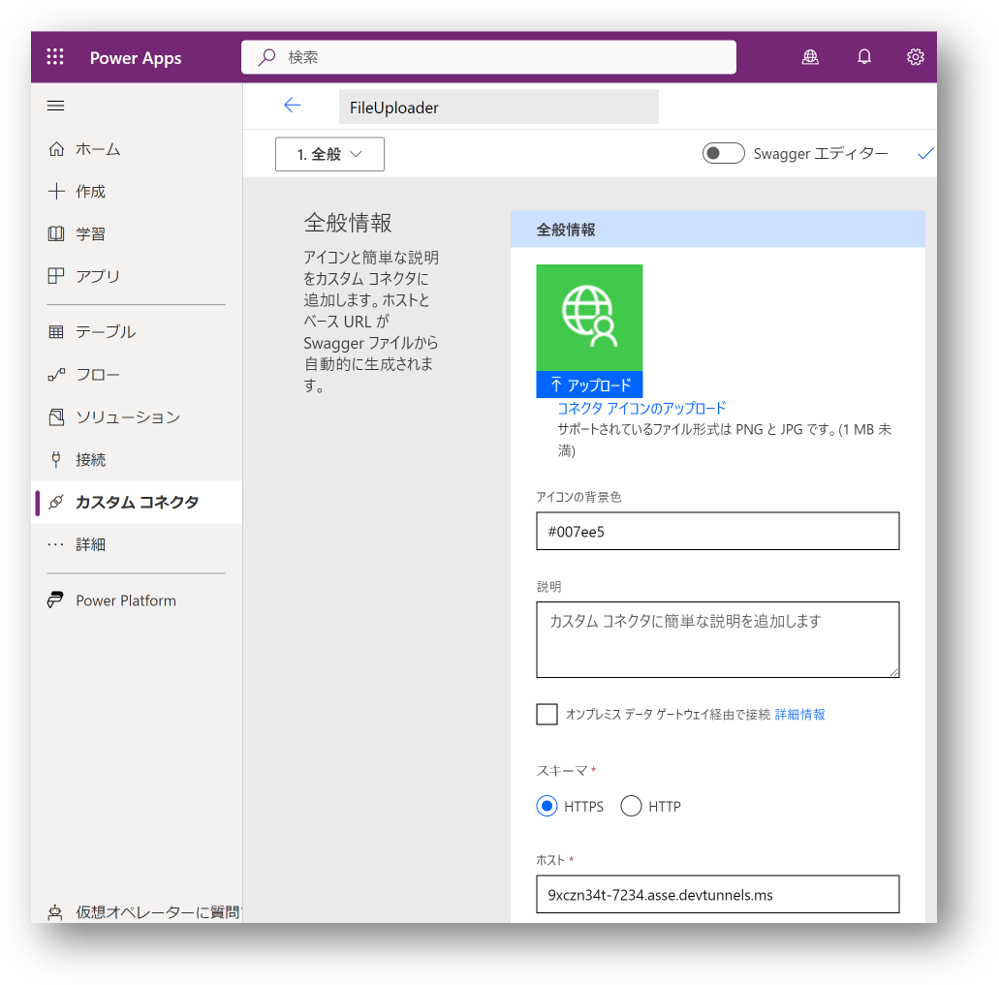 Power Apps
検索
FileUploader
1. 全般
Swagger エディター
ホーム
作成
学習
アプリ
テーブル
フロー
ソリューション
接続
カスタム コネクタ
詳細
Power Platform
仮想オペレーターに質問
全般情報
アイコンと簡単な説明
をカスタム コネクタに
追加します。ホストと
ベース URL が
Swagger ファイルから
自動的に生成されま
す。
全般情報
アップロード
コネクタ アイコンのアップロード
サポートされているファイル形式は PNG と JPG です。(1 MB 未
満)
アイコンの背景色
#007ee5
説明
カスタム コネクタに簡単な説明を追加します
オンプレミス データ ゲートウェイ経由で接続 詳細情報
スキーマ *
HTTPS HTTP
ホスト *
9xczn34t-7234.asse.devtunnels.ms